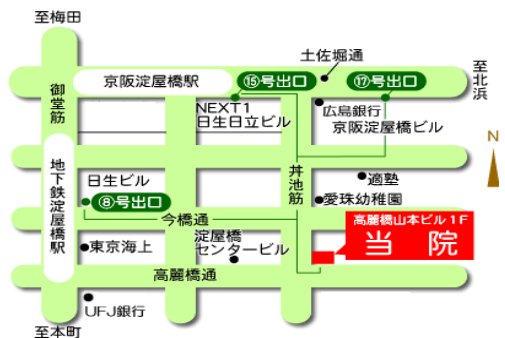 至梅田
土佐堀通
至北浜
京阪淀屋橋駅
⑮号出口
⑰号出口
御堂筋
NEXT1
日生日立ビル
広島銀行
京阪淀屋橋ビル
N
地下鉄淀屋橋駅
日生ビル
⑧号出口
丼池筋
適塾
愛珠幼稚園
今橋通
高麗橋山本ビル1F
当 院
東京海上
淀屋橋
センタービル
高麗橋通
UFJ銀行
至本町